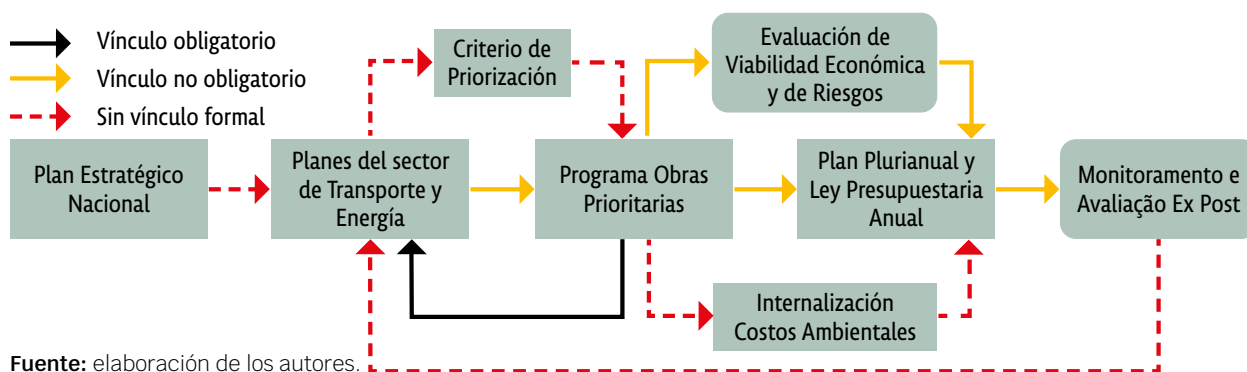 Vínculo obligatorio
Vínculo no obligatorio
Sin vínculo formal
Plan Estratégico
Nacional
Planes del sector
de Transporte y
Energía
Criterio de
Priorización
Programa Obras
Prioritarias
Evaluación de
Viabilidad Económica
y de Riesgos
Plan Plurianual y
Ley Presupuestaria
Anual
Internalización
Costos Ambientales
Monitoramento e
Avaliação Ex Post
Fuente: elaboración de los autores.